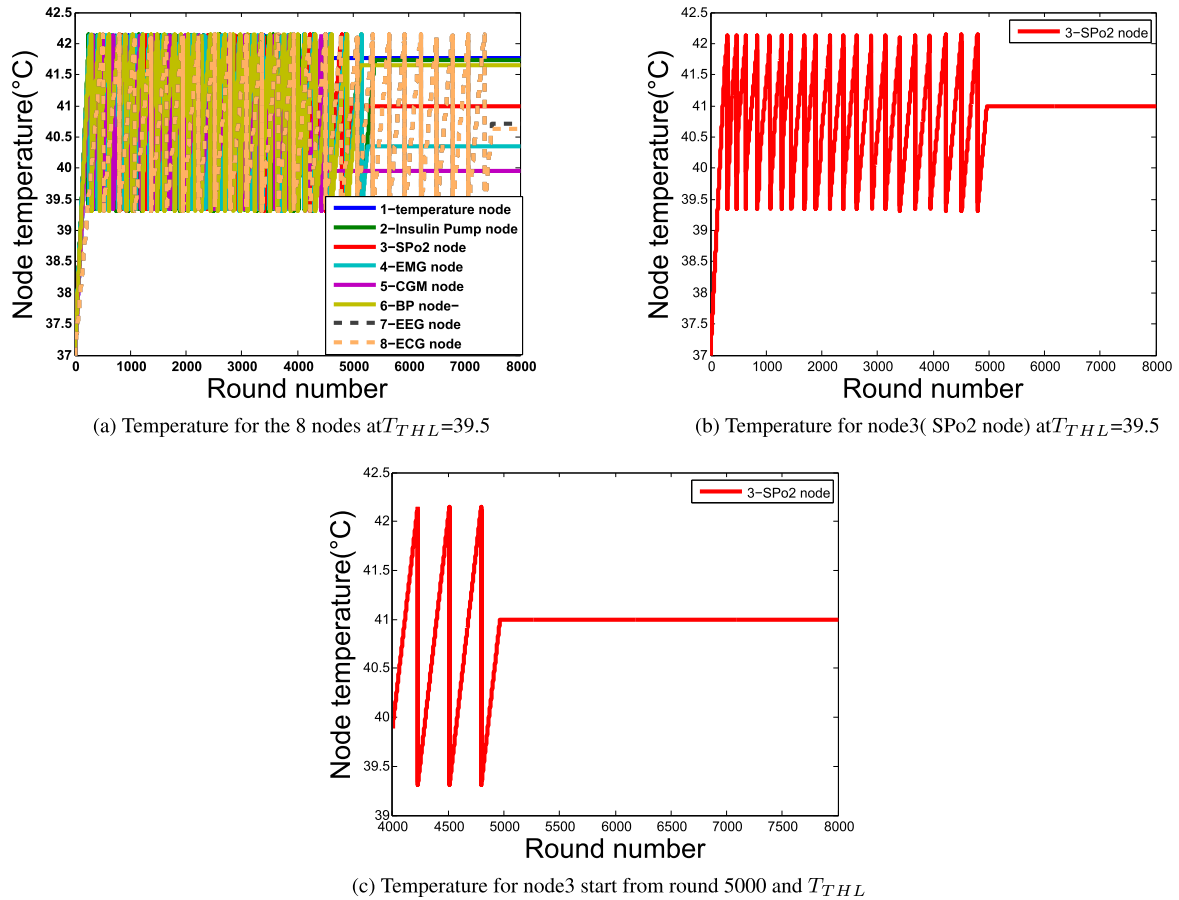 42.5
42
41.5
41
40.5
40
39.5
39
38.5
38
37.5
37
Node temperature(°C)
1−temperature node
2−Insulin Pump node
3−SPo2 node
4−EMG node
5−CGM node
6−BP node−
7−EEG node
8−ECG node
0 1000 2000 3000 4000 5000 6000 7000 8000
Round number
(a) Temperature for the 8 nodes at T_{THL}=39.5
42.5
42
41.5
41
40.5
40
39.5
39
38.5
38
37.5
37
Node temperature(°C)
3−SPo2 node
0 1000 2000 3000 4000 5000 6000 7000 8000
Round number
(b) Temperature for node3( SPo2 node) at T_{THL}=39.5
42.5
42
41.5
41
40.5
40
39.5
39
Node temperature(°C)
3−SPo2 node
4000 4500 5000 5500 6000 6500 7000 7500 8000
Round number
(c) Temperature for node3 start from round 5000 and T_{THL}